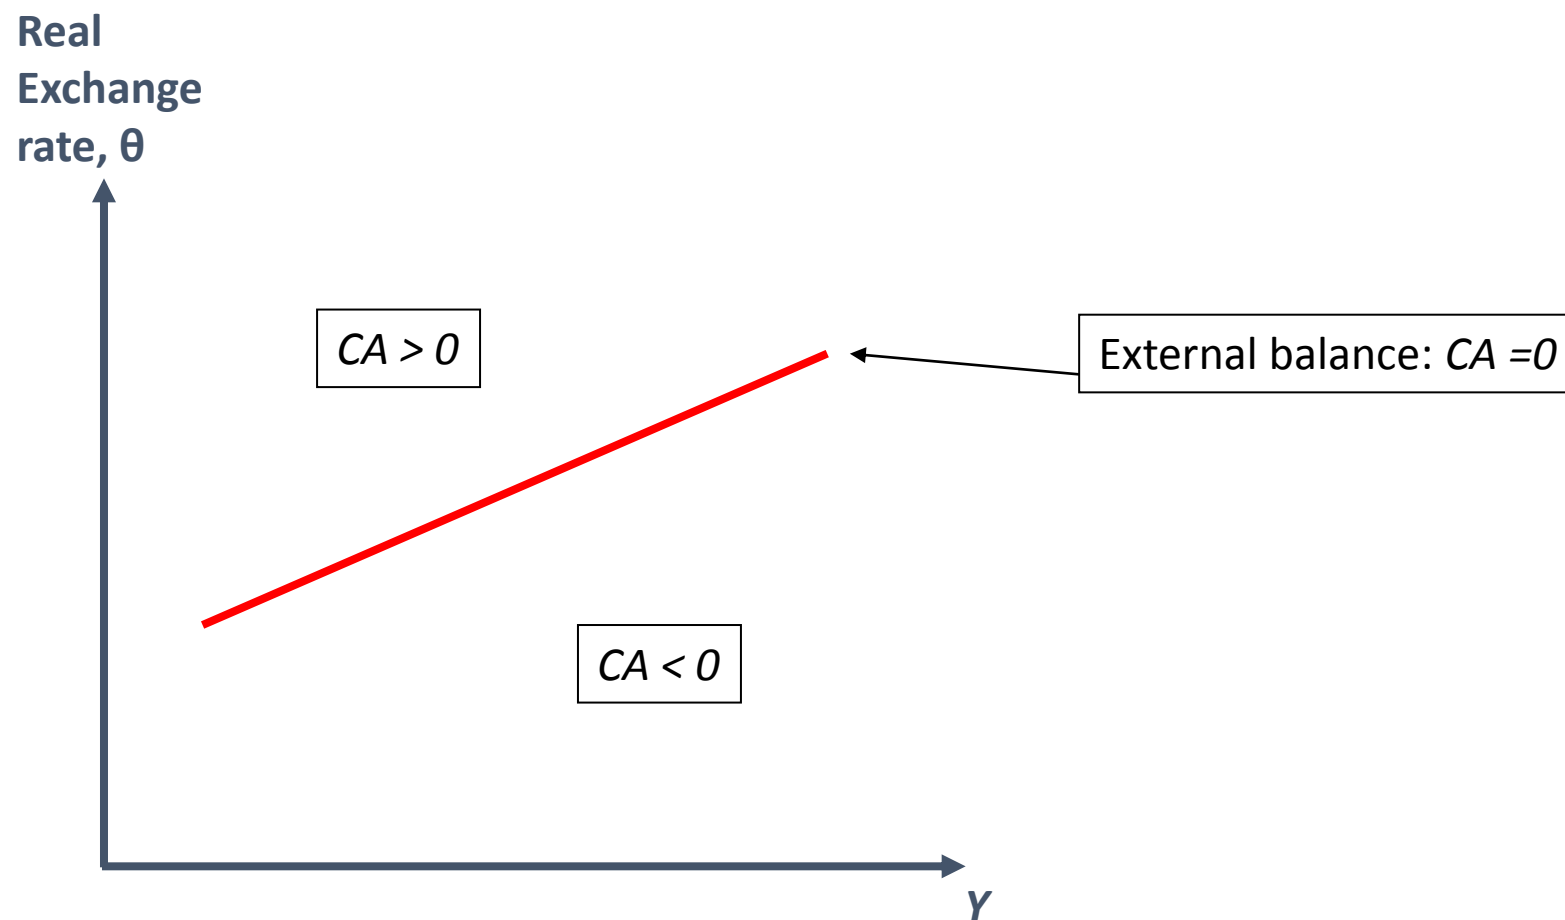 Real
Exchange
rate, θ
CA > 0
External balance: CA =0
CA < 0
Y